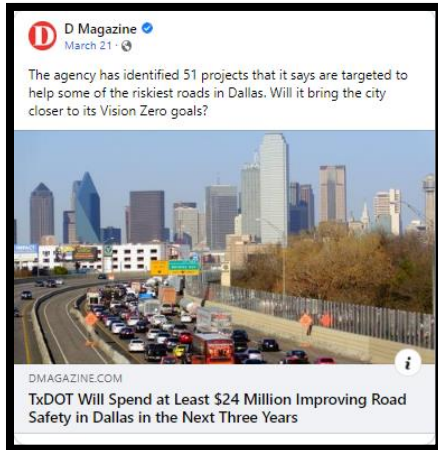 D
D Magazine
March 21 ·
The agency has identified 51 projects that it says are targeted to
help some of the riskiest roads in Dallas. Will it bring the city
closer to its Vision Zero goals?
i
DMAGAZINE.COM
TxDOT Will Spend at Least $24 Million Improving Road
Safety in Dallas in the Next Three Years